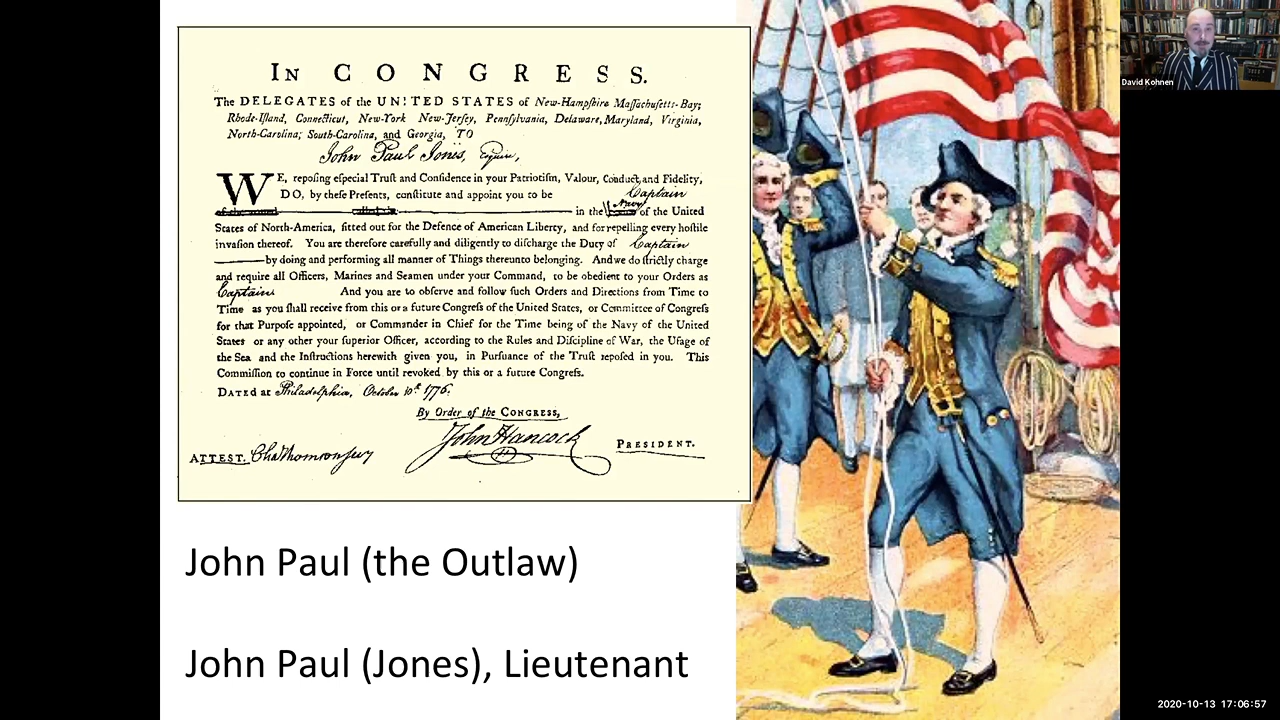 In CONGRESS.
The DELEGATES of the UNITED STATES of New-Hampſhire Maſſachuſetts-Bay;
Rhode-Iſland, Connecticut, New-York New-Jerſey, Pennſylvania, Delaware, Maryland, Virginia,
North-Carolina; South-Carolina, and Georgia, TO
John Paul Jones, Esquire,
WE, repoſing eſpecial Truſt and Confidence in your Patriotiſm, Valour, Conduct, and Fidelity,
DO, by theſe Preſents, conſtitute and appoint you to be Captain
in the Navy of the United
States of North-America, fitted out for the Defence of American Liberty, and for repelling every hoſtile
invaſion thereof. You are therefore carefully and diligently to diſcharge the Duty of Captain
by doing and performing all manner of Things thereunto belonging. And we do ſtrictly charge
and require all Officers, Marines and Seamen under your Command, to be obedient to your Orders as
Captain And you are to obſerve and follow ſuch Orders and Directions from Time to
Time as you ſhall receive from this or a future Congreſs of the United States, or Committee of Congreſs
for that Purpoſe appointed, or Commander in Chief for the Time being of the Navy of the United
States or any other your ſuperior Officer, according to the Rules and Diſcipline of War, the Uſage of
the Sea and the Inſtructions herewith given you, in Purſuance of the Truſt repoſed in you. This
Commiſſion to continue in Force until revoked by this or a future Congreſs.
DATED at Philadelphia, October 10th 1776.
By Order of the CONGRESS,
John Hancock PRESIDENT.
ATTEST. Cha Thomson Secy
John Paul (the Outlaw)
John Paul (Jones), Lieutenant
David Kohnen
2020-10-13 17:06:57